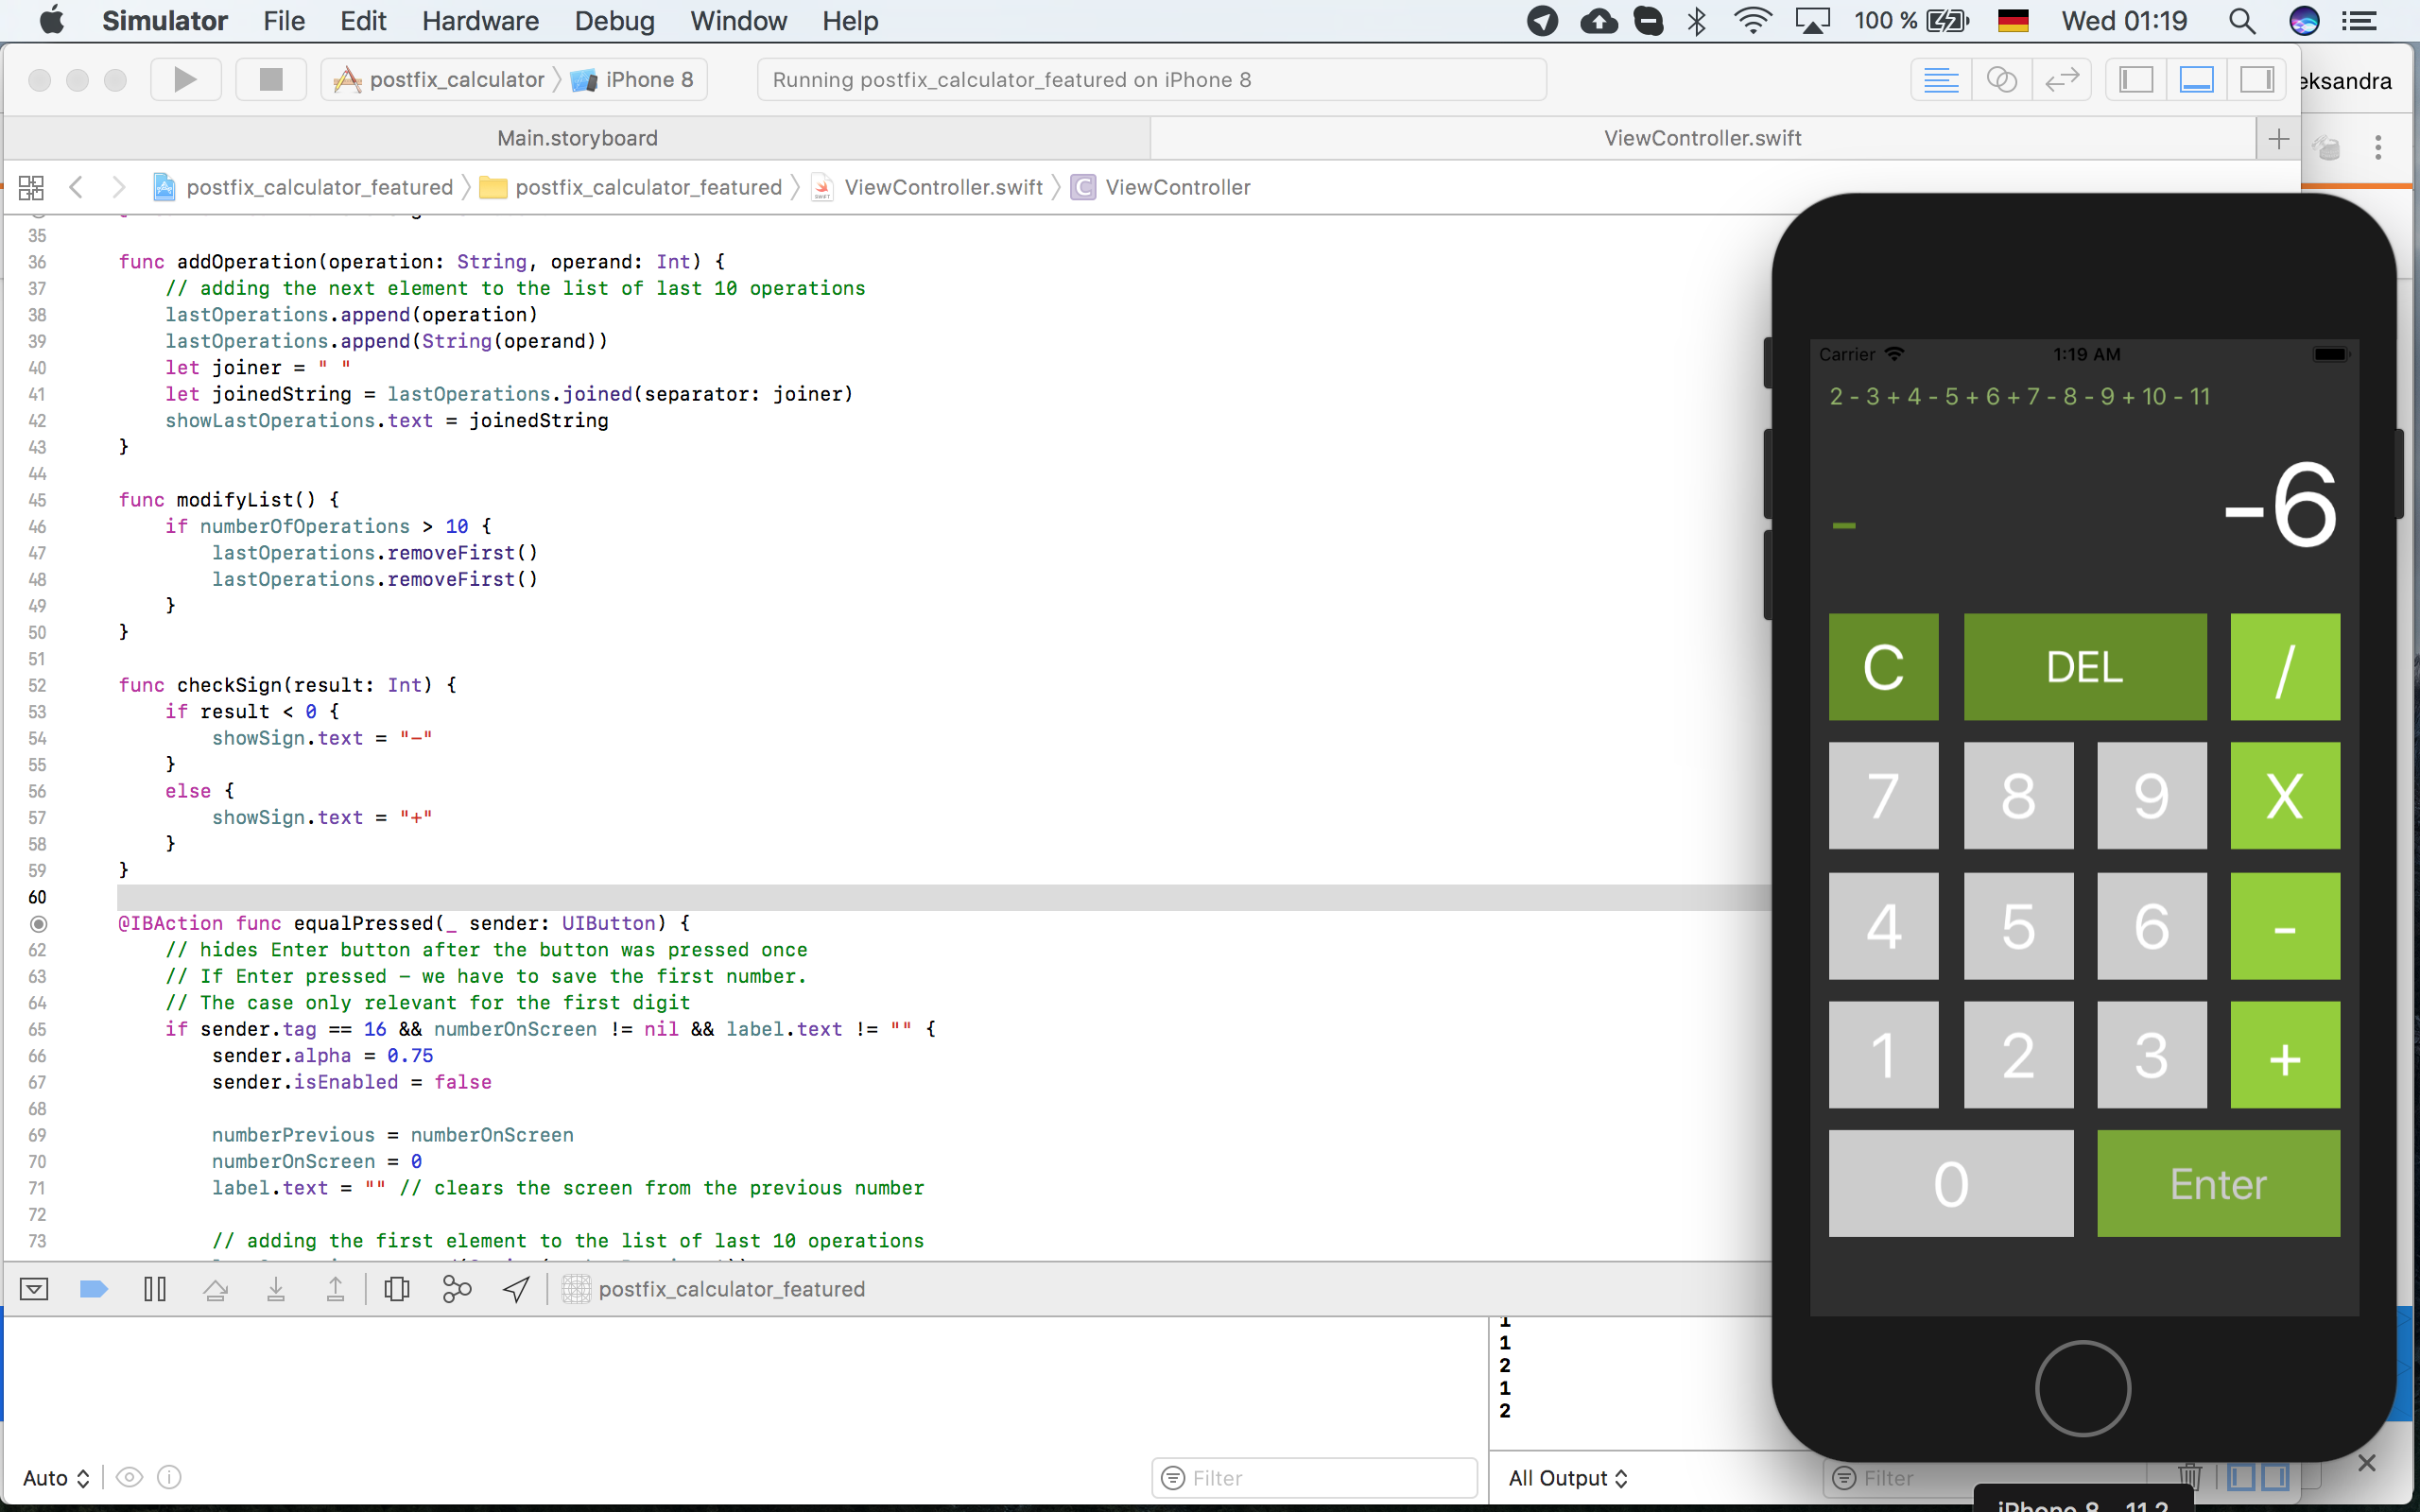 Simulator File Edit Hardware Debug Window Help 100 % Wed 01:19
postfix_calculator iPhone 8 Running postfix_calculator_featured on iPhone 8 eksandra
Main.storyboard ViewController.swift
postfix_calculator_featured postfix_calculator_featured ViewController.swift C ViewController
35
36 func addOperation(operation: String, operand: Int) {
37 // adding the next element to the list of last 10 operations
38 lastOperations.append(operation)
39 lastOperations.append(String(operand))
40 let joiner = " "
41 let joinedString = lastOperations.joined(separator: joiner)
42 showLastOperations.text = joinedString
43 }
44
45 func modifyList() {
46 if numberOfOperations > 10 {
47 lastOperations.removeFirst()
48 lastOperations.removeFirst()
49 }
50 }
51
52 func checkSign(result: Int) {
53 if result < 0 {
54 showSign.text = "-"
55 }
56 else {
57 showSign.text = "+"
58 }
59 }
60
@IBAction func equalPressed(_ sender: UIButton) {
62 // hides Enter button after the button was pressed once
63 // If Enter pressed - we have to save the first number.
64 // The case only relevant for the first digit
65 if sender.tag == 16 && numberOnScreen != nil && label.text != "" {
66 sender.alpha = 0.75
67 sender.isEnabled = false
68
69 numberPrevious = numberOnScreen
70 numberOnScreen = 0
71 label.text = "" // clears the screen from the previous number
72
73 // adding the first element to the list of last 10 operations
postfix_calculator_featured
1
1
2
1
2
Auto Filter All Output Filter
Carrier 1:19 AM
2 - 3 + 4 - 5 + 6 + 7 - 8 - 9 + 10 - 11
- -6
C DEL /
7 8 9 X
4 5 6 -
1 2 3 +
0 Enter
iPhone 8 11.2